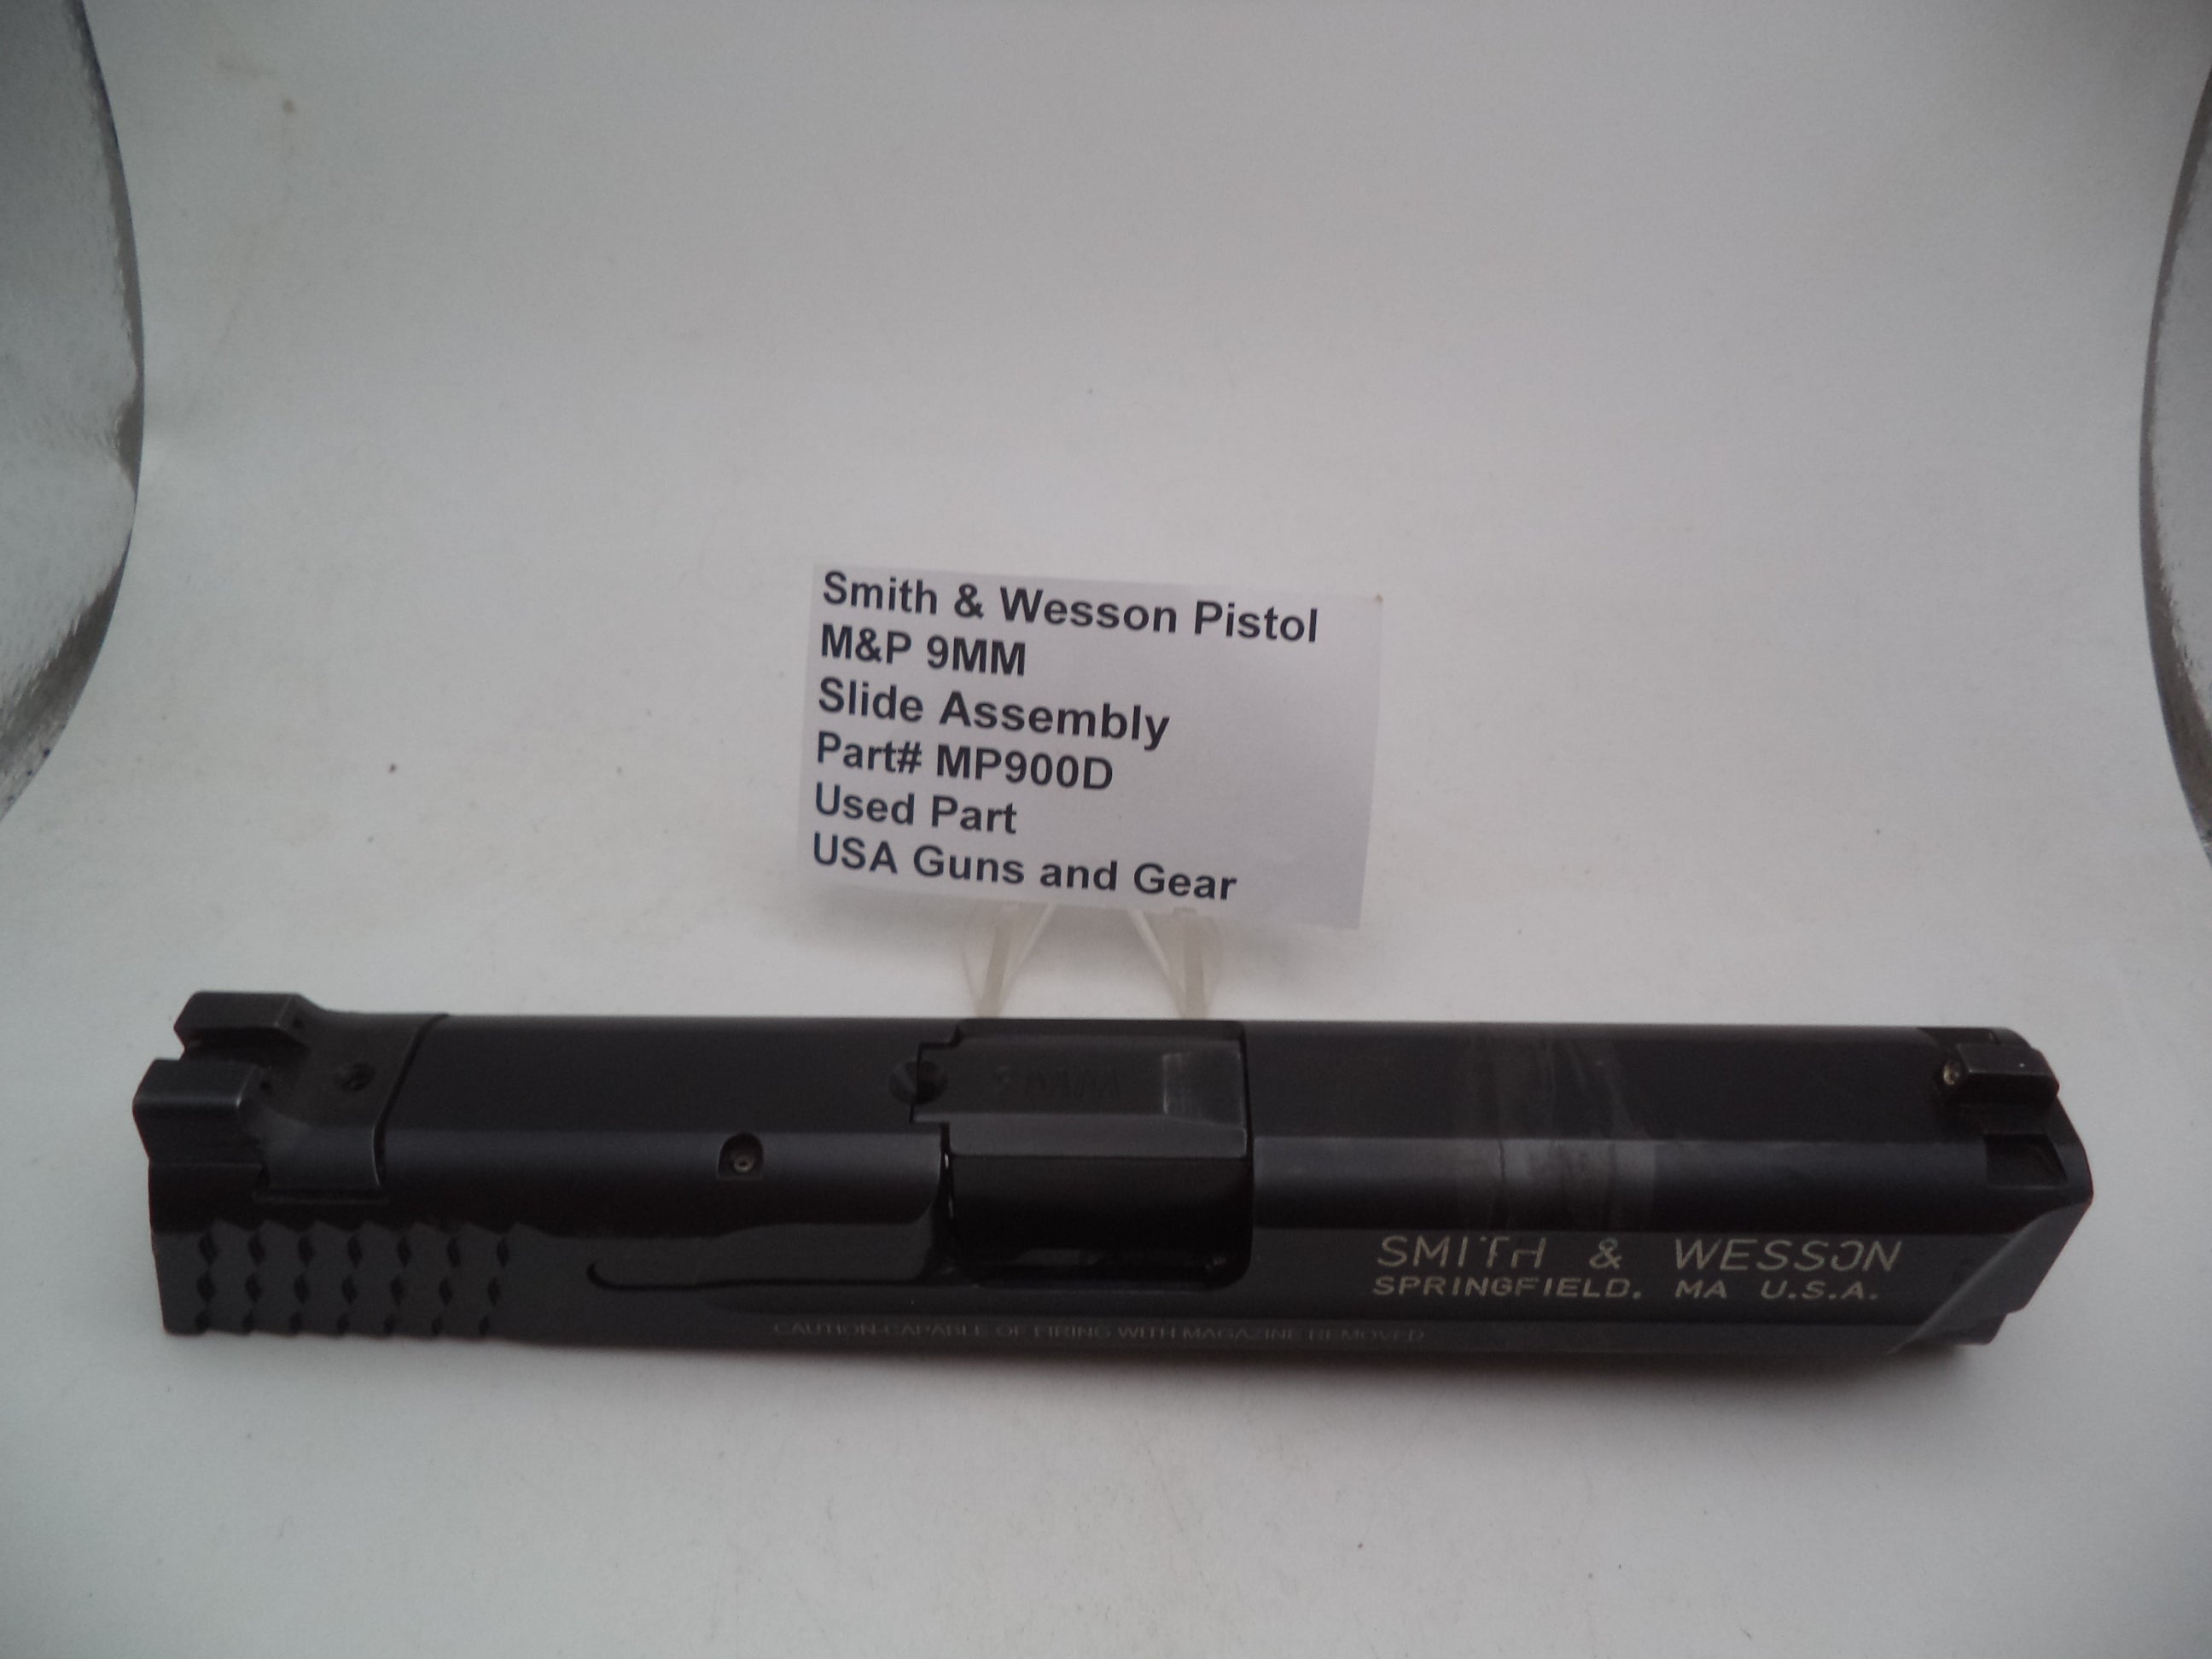 Smith & Wesson Pistol
M&P 9MM
Slide Assembly
Part# MP900D
Used Part
USA Guns and Gear
SMITH & WESSON
SPRINGFIELD. MA U.S.A.
CAUTION-CAPABLE OF FIRING WITH MAGAZINE REMOVED